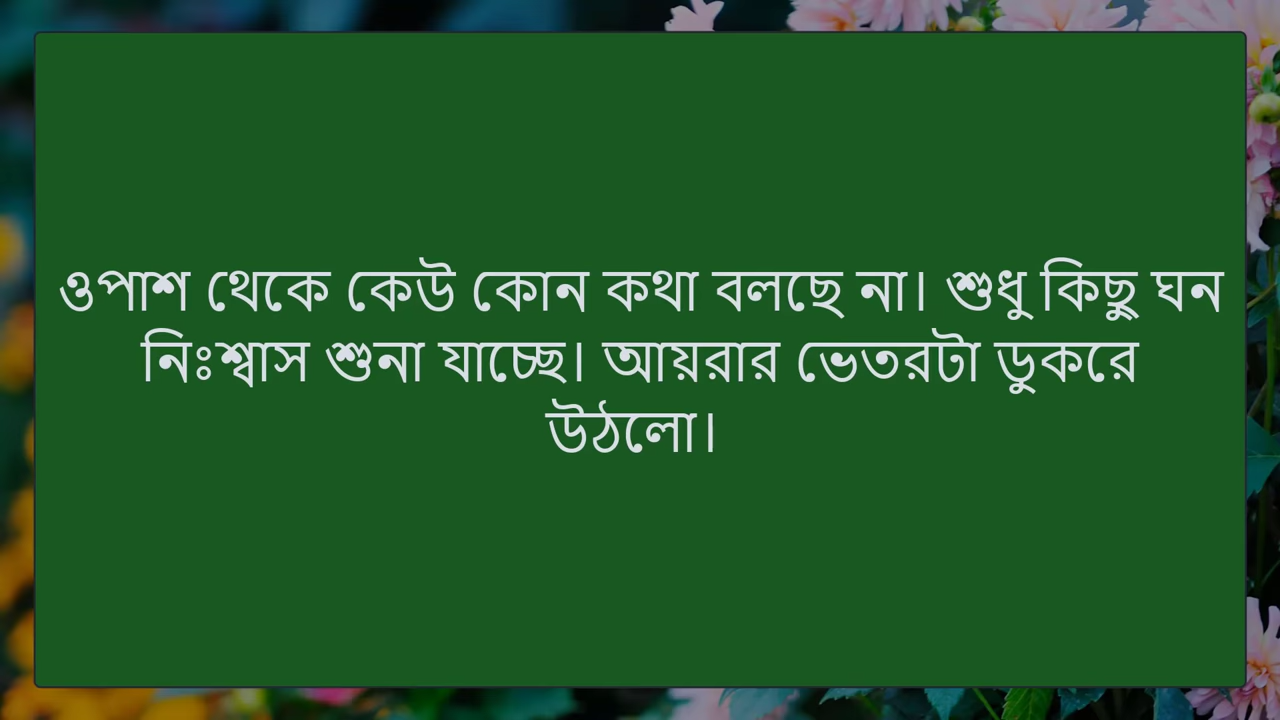 ওপাশ থেকে কেউ কোন কথা বলছে না। শুধু কিছু ঘন
নিঃশ্বাস শুনা যাচ্ছে। আয়রার ভেতরটা ডুকরে
উঠলো।